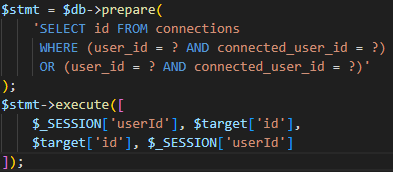 $stmt = $db->prepare(
    'SELECT id FROM connections
    WHERE (user_id = ? AND connected_user_id = ?)
    OR (user_id = ? AND connected_user_id = ?)'
);
$stmt->execute([
    $_SESSION['userId'], $target['id'],
    $target['id'], $_SESSION['userId']
]);